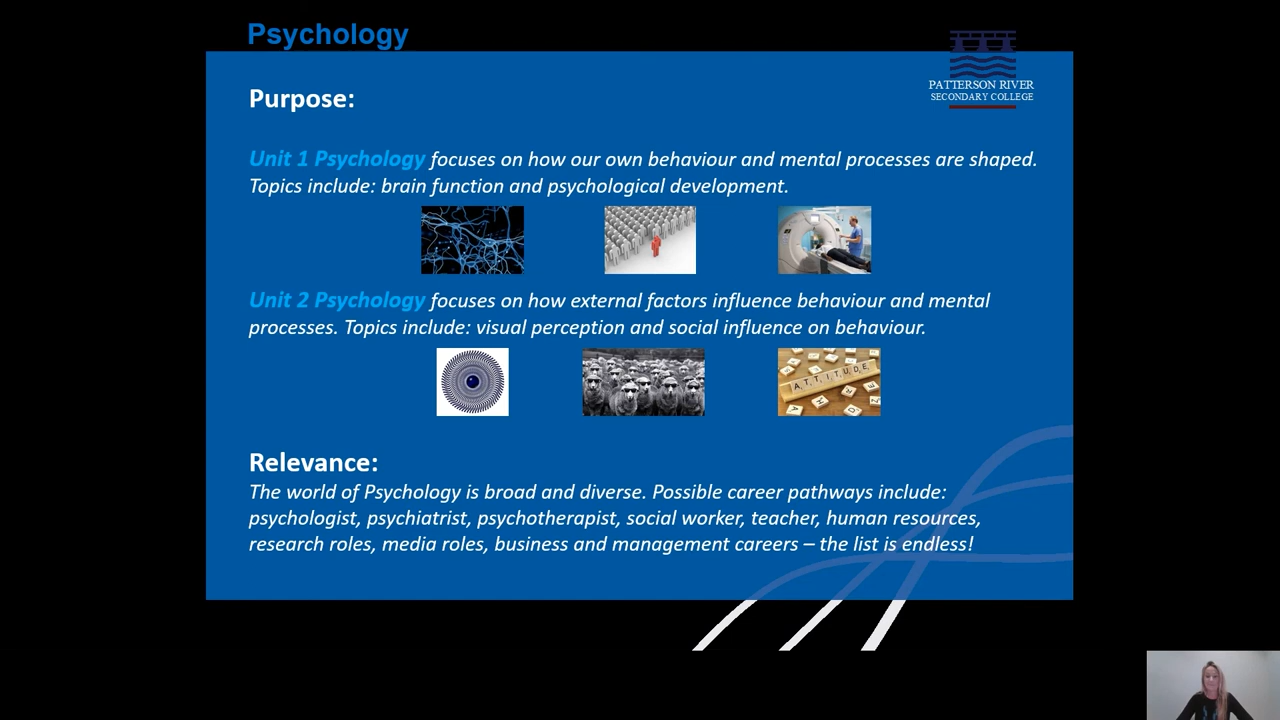 Psychology
PATTERSON RIVER
SECONDARY COLLEGE
Purpose:
Unit 1 Psychology focuses on how our own behaviour and mental processes are shaped.
Topics include: brain function and psychological development.
Unit 2 Psychology focuses on how external factors influence behaviour and mental
processes. Topics include: visual perception and social influence on behaviour.
ATTITUDE
Relevance:
The world of Psychology is broad and diverse. Possible career pathways include:
psychologist, psychiatrist, psychotherapist, social worker, teacher, human resources,
research roles, media roles, business and management careers – the list is endless!